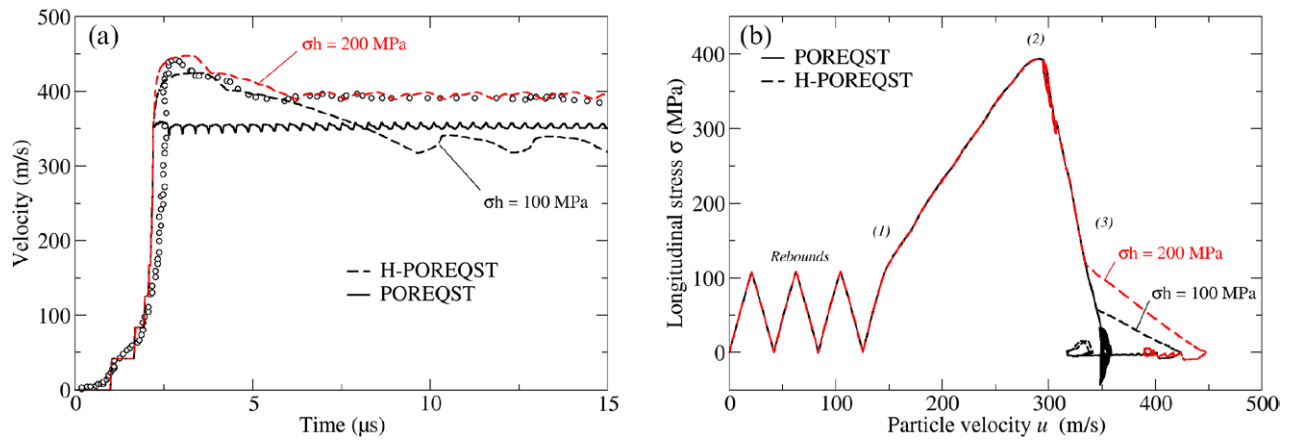 (a)
σh = 200 MPa
σh = 100 MPa
H-POREQST
POREQST
Velocity (m/s)
500
400
300
200
100
0
0
5
10
15
Time (μs)
(b)
(2)
POREQST
H-POREQST
(3)
(1)
Rebounds
σh = 200 MPa
σh = 100 MPa
Longitudinal stress σ (MPa)
400
300
200
100
0
0
100
200
300
400
500
Particle velocity u (m/s)